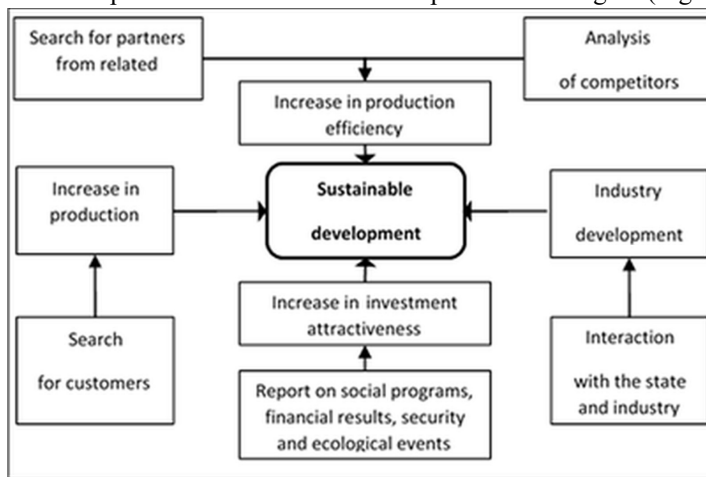 Search for partners
from related
Analysis
of competitors
Increase in production
efficiency
Increase in
production
Sustainable
development
Industry
development
Increase in investment
attractiveness
Search
for customers
Interaction
with the state
and industry
Report on social programs,
financial results, security
and ecological events